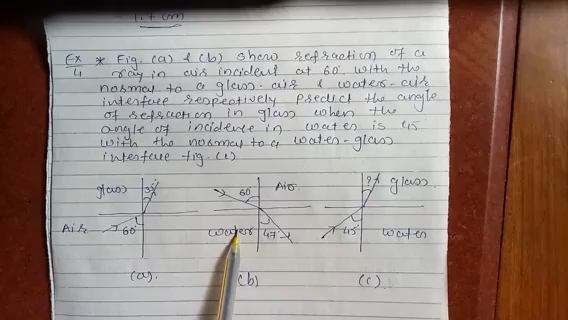 Ex 4 * Fig. (a) & (b) show refraction of a
ray in air incident at 60° with the
normal to a glass-air & water-air
interface respectively predict the angle
of refraction in glass when the
angle of incidence in water is 45
with the normal to a water-glass
interface fig. (c)
glass 35° Air 60°
(a).
60° Air water 47°
(b)
? glass 45° water
(c)